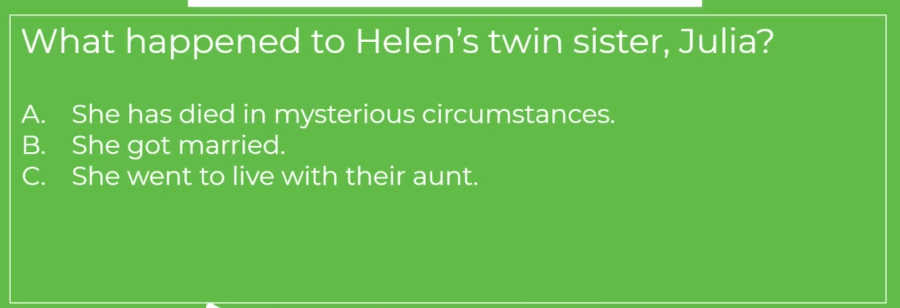 What happened to Helen’s twin sister, Julia?
A. She has died in mysterious circumstances.
B. She got married.
C. She went to live with their aunt.